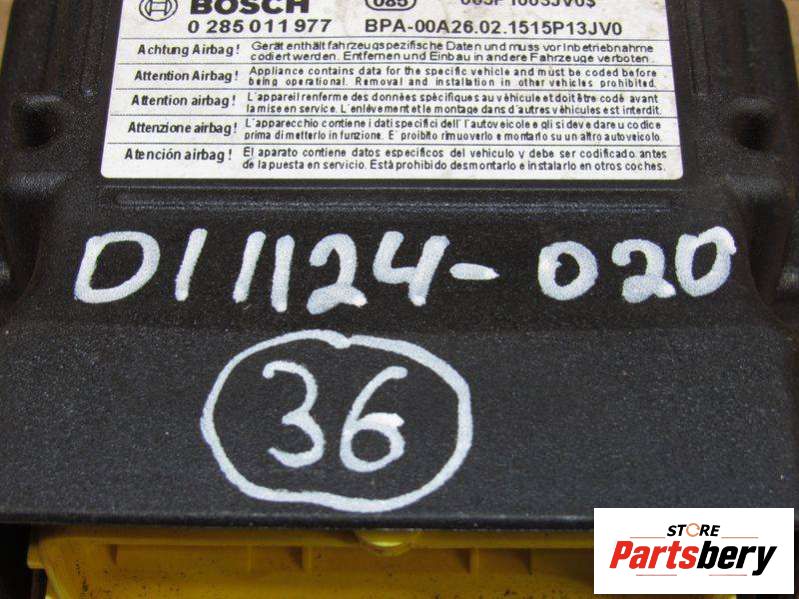 BOSCH
0 285 011 977
BPA-00A26.02.1515P13JV0
Achtung Airbag! Gerät enthält fahrzeugspezifische Daten und muss vor Inbetriebnahme
codiert werden. Entfernen und Einbau in andere Fahrzeuge verboten.
Attention Airbag! Appliance contains data for the specific vehicle and must be coded before
being operational. Removal and installation in other vehicles prohibited.
Attention airbag! L'appareil renferme des données spécifiques au véhicule et doit être codé avant
la mise en service. L'enlèvement et le montage dans d'autres véhicules est interdit.
Attenzione airbag! L'apparecchio contiene i dati specifici dell'l'autoveicolo e gli si deve dare u codice
prima di metterlo in funzione. E' proibito rimuoverlo e montarlo su un altro autoveicolo.
Atención airbag! El aparato contiene datos especificos del vehiculo y debe ser codificado antes
de la puesta en servicio. Está prohibido desmontarlo e instalarlo en otros coches.
D11124-020
36
STORE
Partsbery